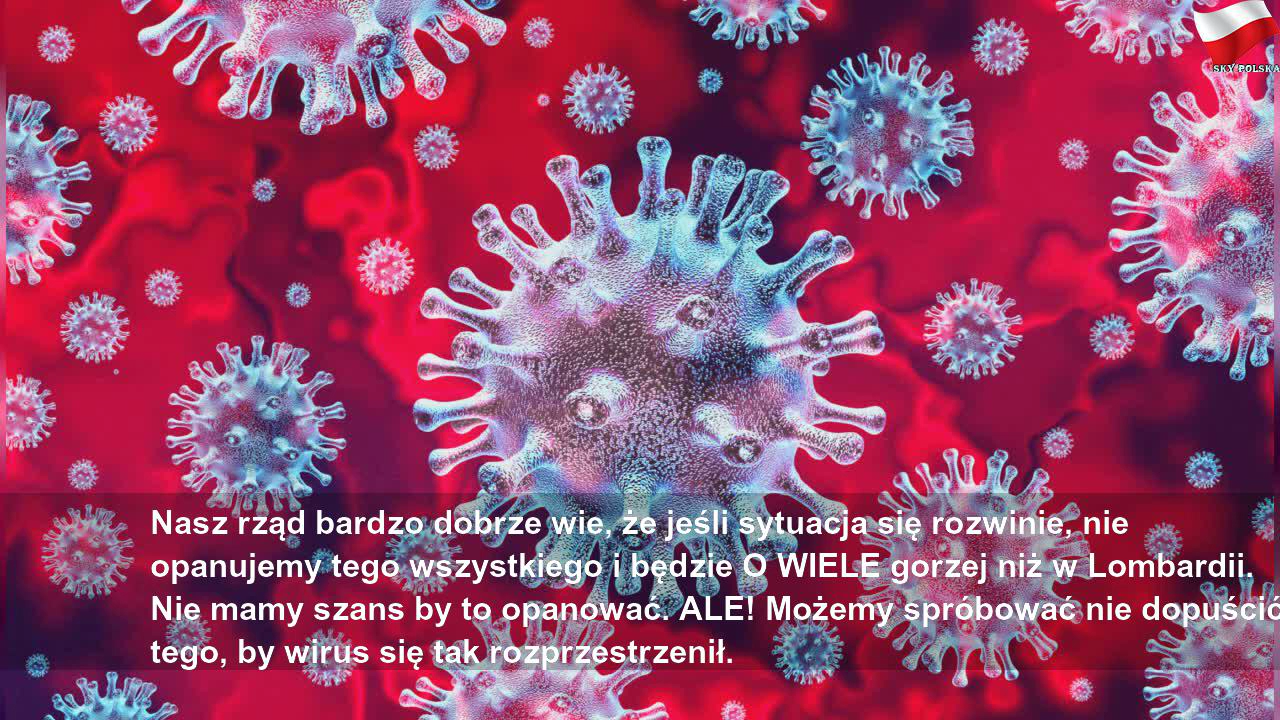 SKY POLSKA
Nasz rząd bardzo dobrze wie, że jeśli sytuacja się rozwinie, nie
opanujemy tego wszystkiego i będzie O WIELE gorzej niż w Lombardii.
Nie mamy szans by to opanować. ALE! Możemy spróbować nie dopuścić
tego, by wirus się tak rozprzestrzenił.